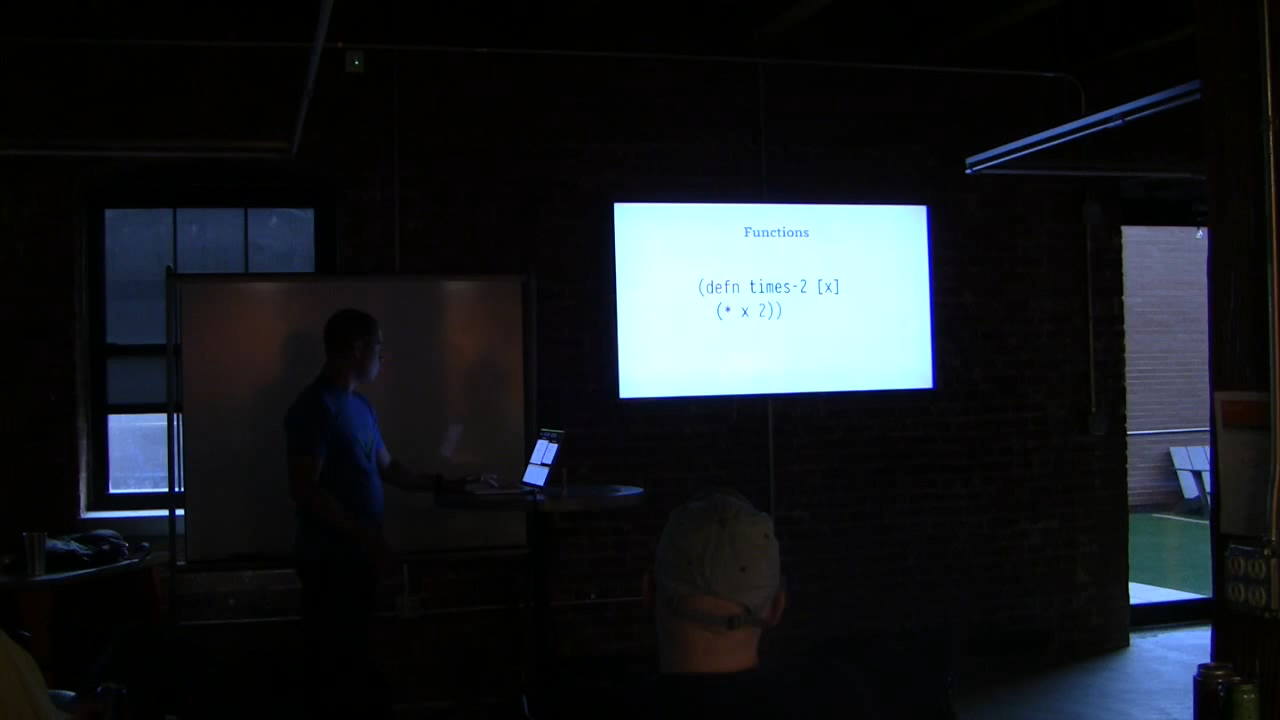 Functions
(defn times-2 [x]
(* x 2))